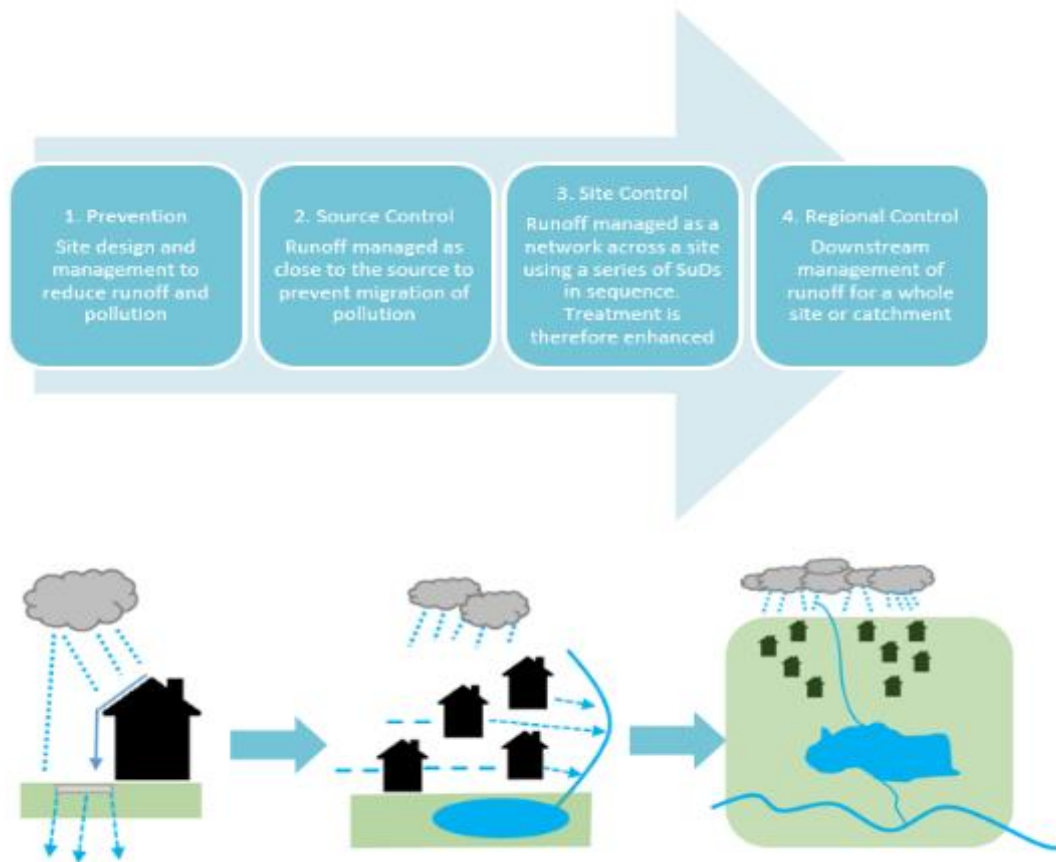 1. Prevention
Site design and
management to
reduce runoff and
pollution
2. Source Control
Runoff managed as
close to the source to
prevent migration of
pollution
3. Site Control
Runoff managed as a
network across a site
using a series of SuDs
in sequence.
Treatment is
therefore enhanced
4. Regional Control
Downstream
management of
runoff for a whole
site or catchment